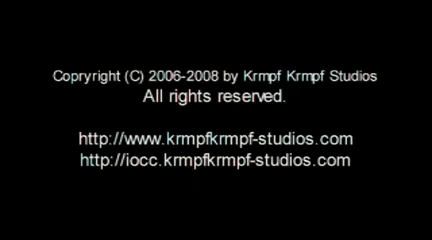 Copryright (C) 2006-2008 by Krmpf Krmpf Studios
All rights reserved.
http://www.krmpfkrmpf-studios.com
http://iocc.krmpfkrmpf-studios.com